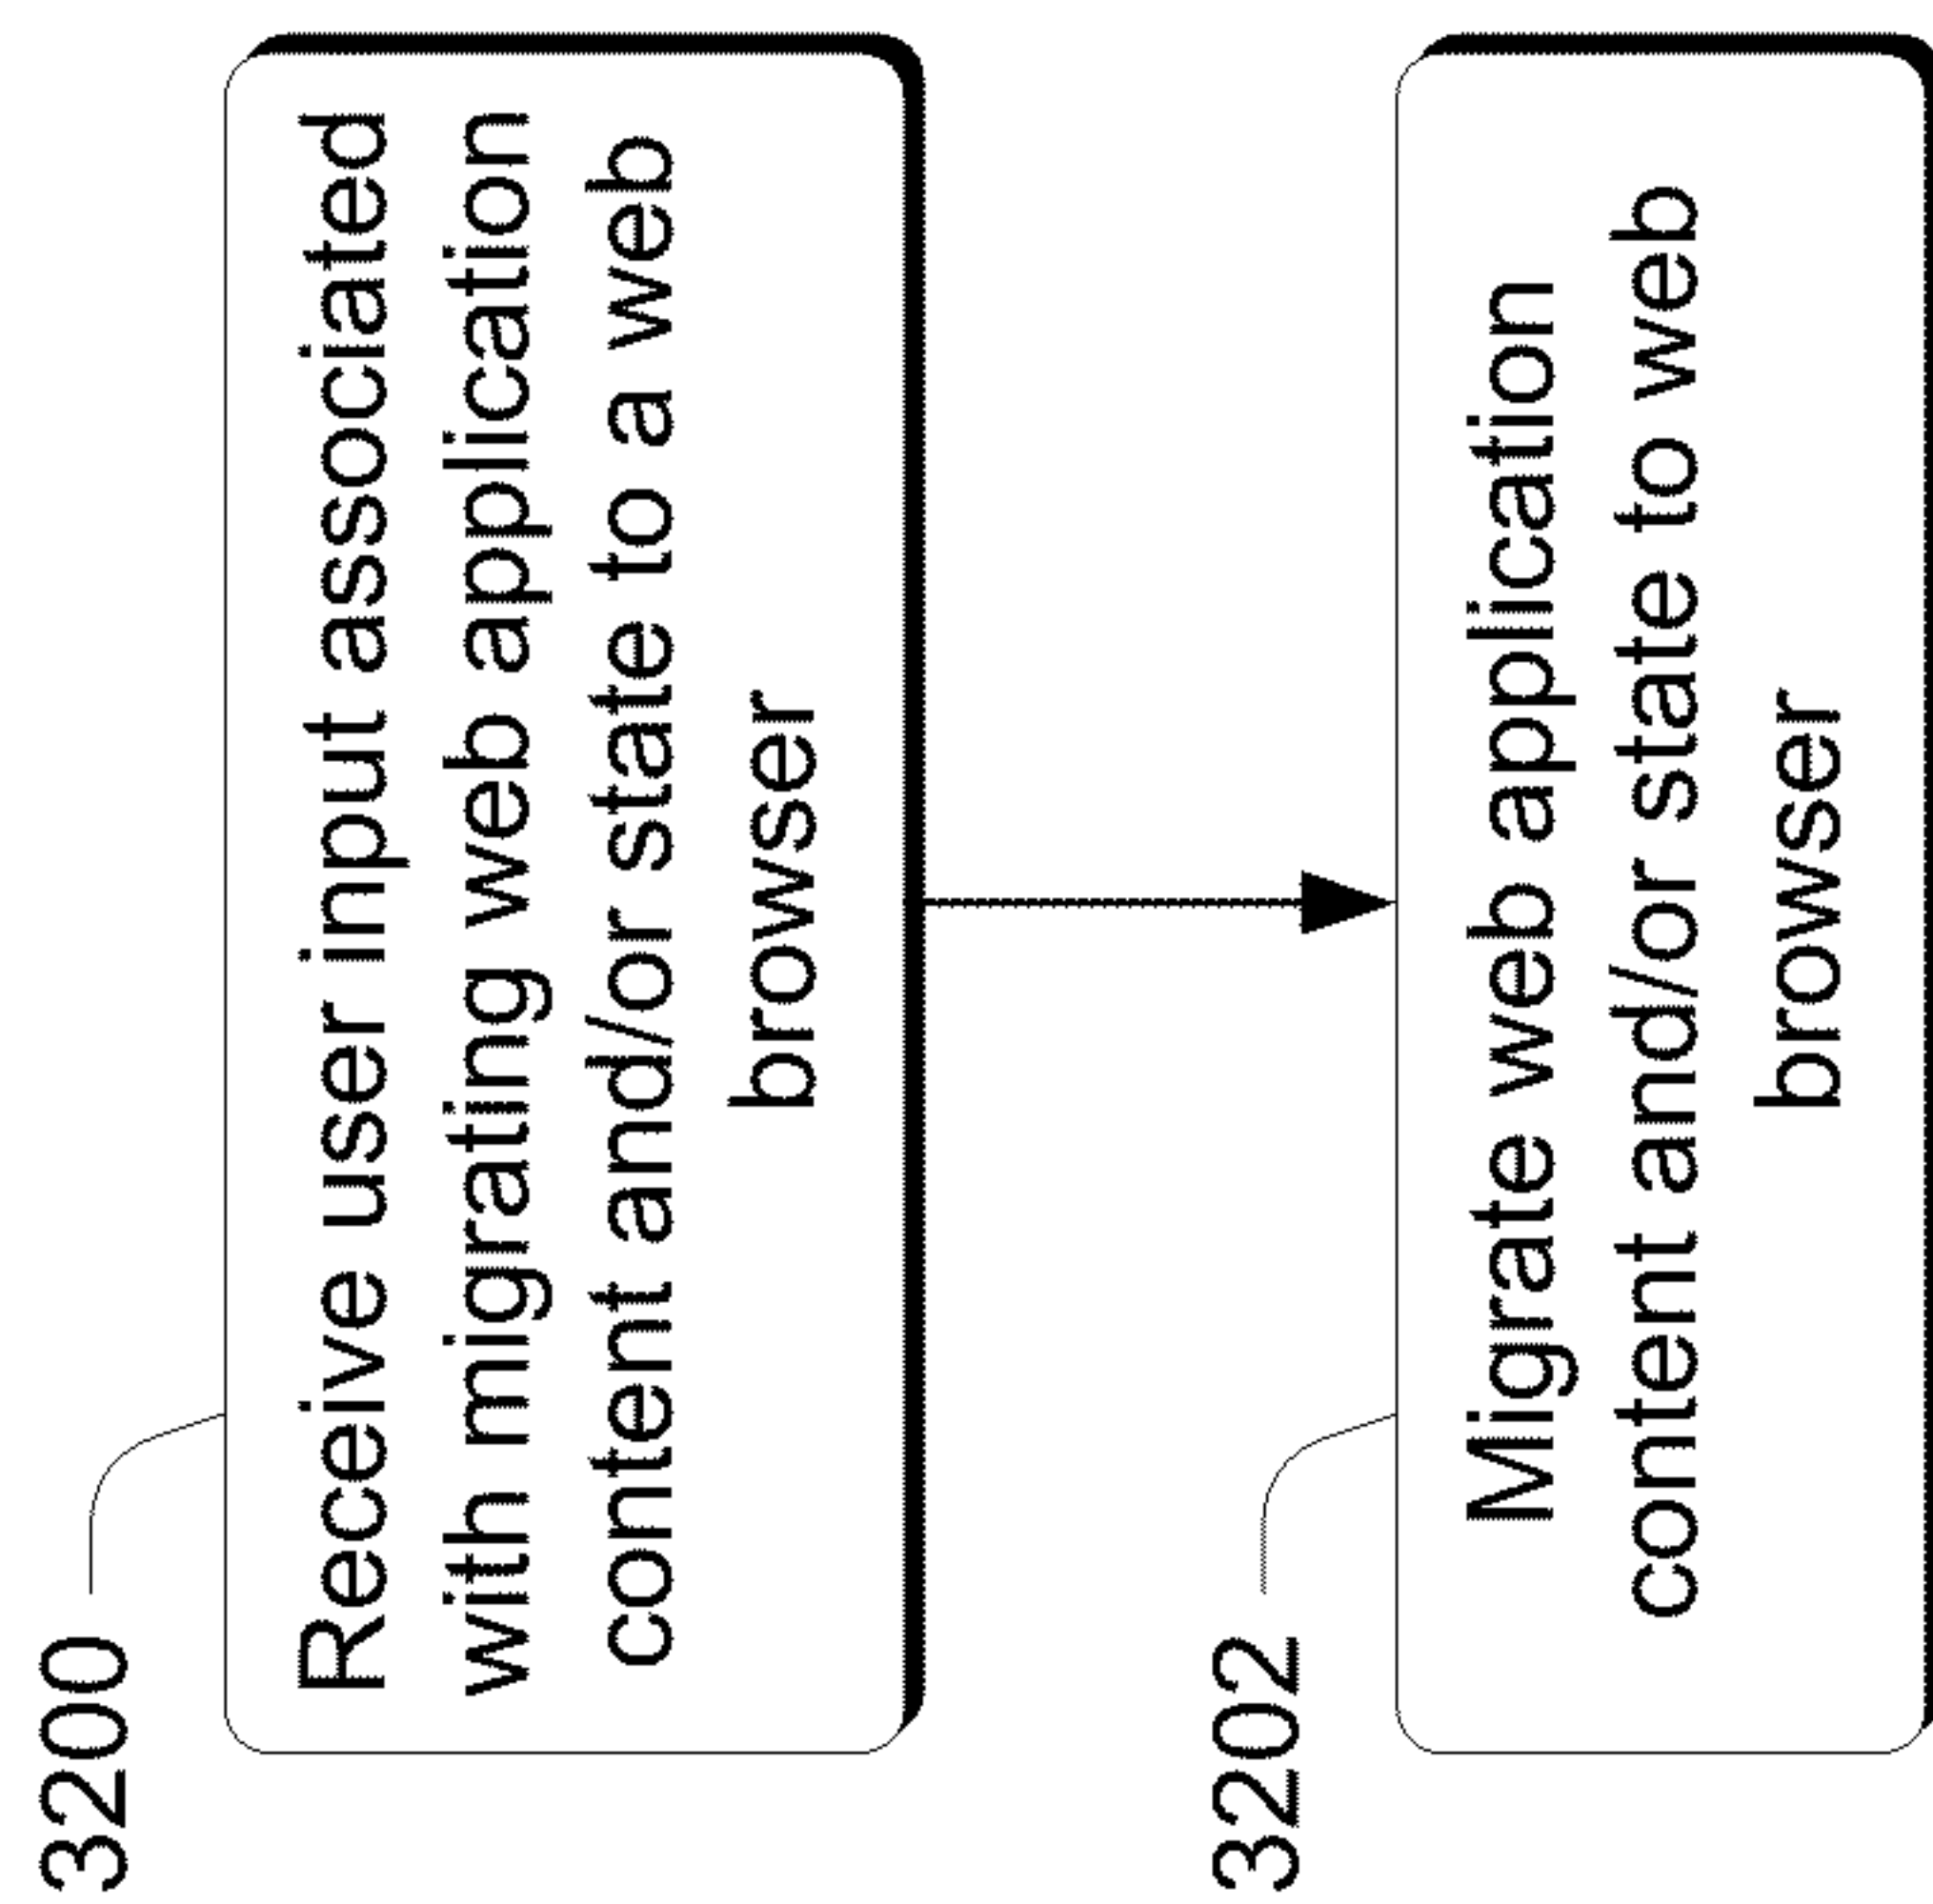 3200
Receive user input associated
with migrating web application
content and/or state to a web
browser
3202
Migrate web application
content and/or state to web
browser